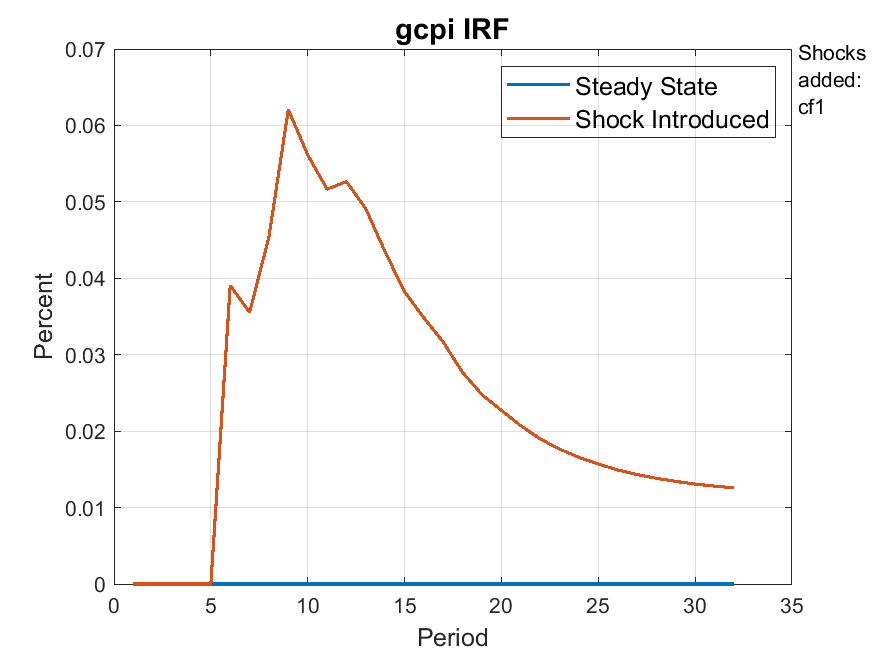 gcpi IRF
Shocks
added:
cf1
Steady State
Shock Introduced
Percent
0.07
0.06
0.05
0.04
0.03
0.02
0.01
0
0 5 10 15 20 25 30 35
Period